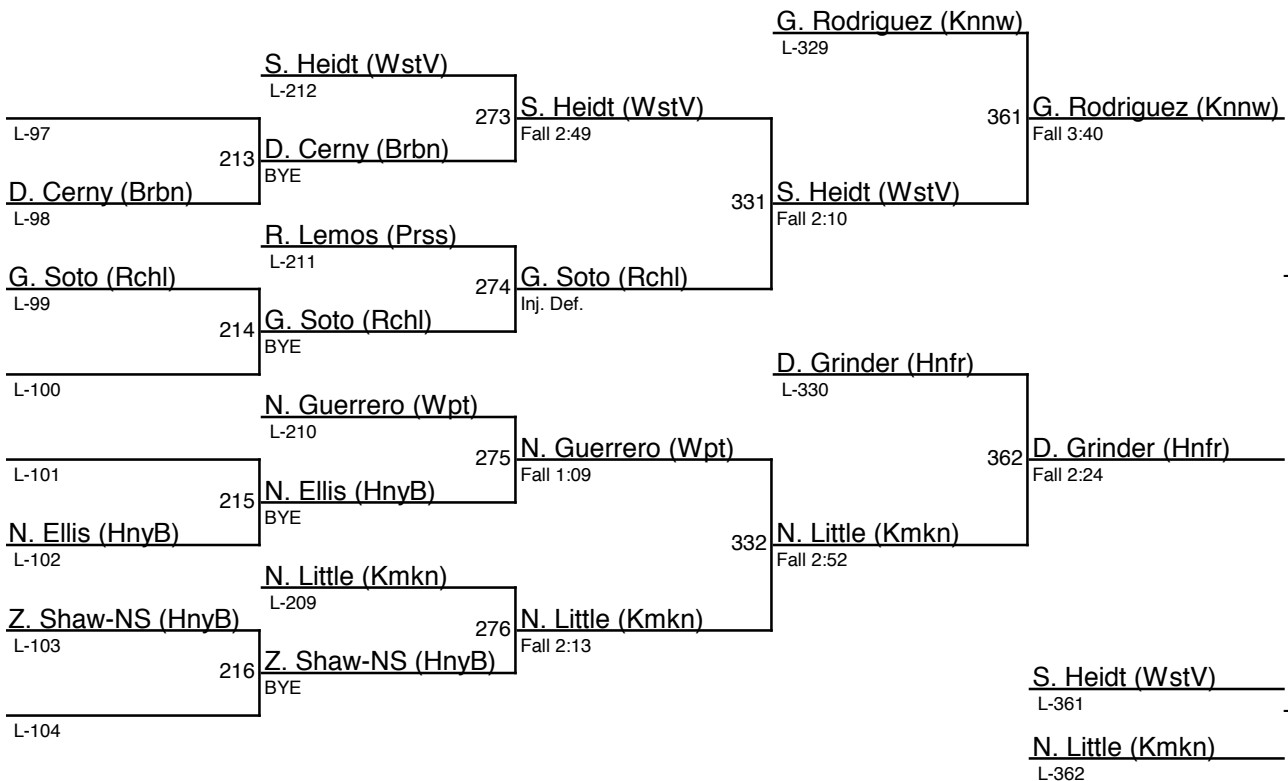 G. Rodriguez (Knnw)
L-329
S. Heidt (WstV)
L-212
273 S. Heidt (WstV)
Fall 2:49
361 G. Rodriguez (Knnw)
Fall 3:40
L-97
213 D. Cerny (Brbn)
BYE
D. Cerny (Brbn)
L-98
331 S. Heidt (WstV)
Fall 2:10
R. Lemos (Prss)
L-211
G. Soto (Rchl)
L-99
274 G. Soto (Rchl)
Inj. Def.
214 G. Soto (Rchl)
BYE
L-100
D. Grinder (Hnfr)
L-330
N. Guerrero (Wpt)
L-210
275 N. Guerrero (Wpt)
Fall 1:09
362 D. Grinder (Hnfr)
Fall 2:24
L-101
215 N. Ellis (HnyB)
BYE
N. Ellis (HnyB)
L-102
332 N. Little (Kmkn)
Fall 2:52
N. Little (Kmkn)
L-209
Z. Shaw-NS (HnyB)
L-103
276 N. Little (Kmkn)
Fall 2:13
216 Z. Shaw-NS (HnyB)
BYE
L-104
S. Heidt (WstV)
L-361
N. Little (Kmkn)
L-362